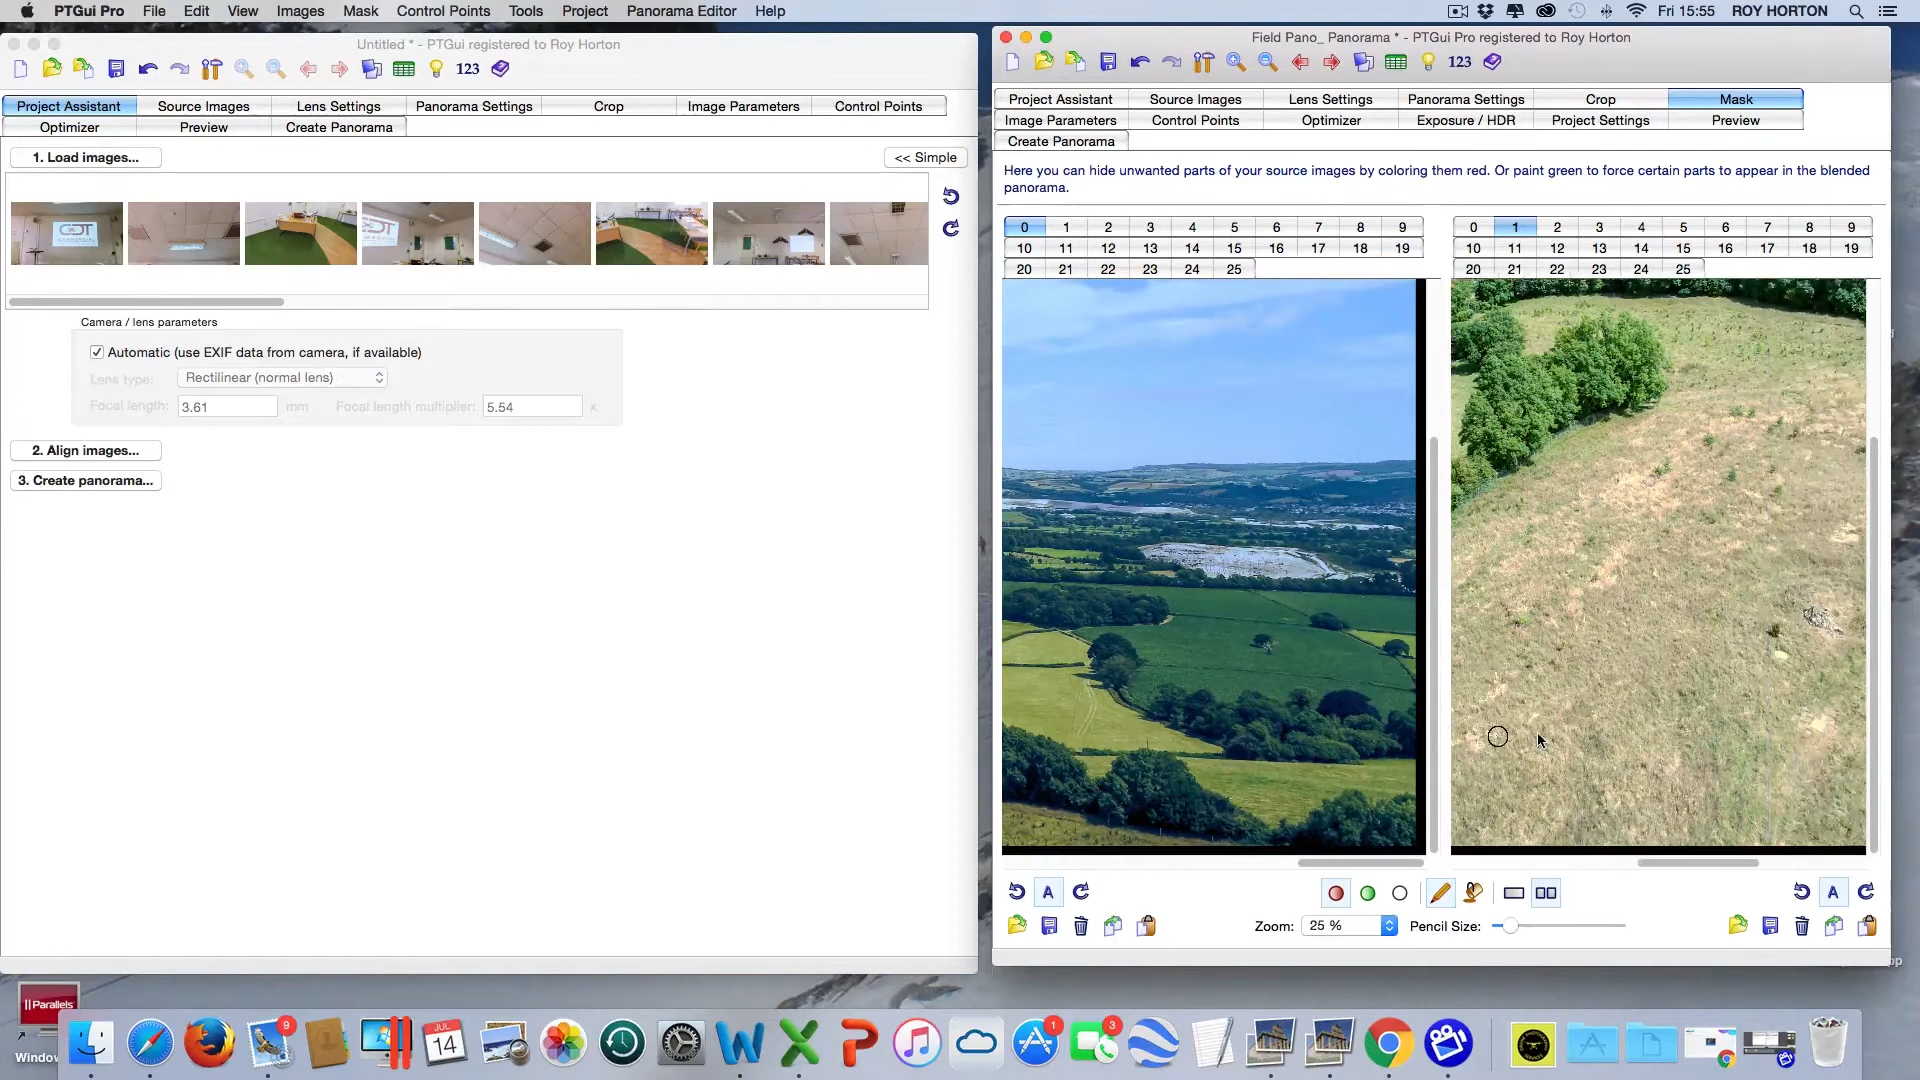 PTGui Pro File Edit View Images Mask Control Points Tools Project Panorama Editor Help Fri 15:55 ROY HORTON
Untitled * - PTGui registered to Roy Horton
123
Project Assistant Source Images Lens Settings Panorama Settings Crop Image Parameters Control Points
Optimizer Preview Create Panorama
1. Load images... << Simple
Camera / lens parameters
Automatic (use EXIF data from camera, if available)
Lens type: Rectilinear (normal lens)
Focal length: 3.61 mm Focal length multiplier: 5.54 x
2. Align images...
3. Create panorama...
Field Pano_ Panorama * - PTGui Pro registered to Roy Horton
123
Project Assistant Source Images Lens Settings Panorama Settings Crop Mask
Image Parameters Control Points Optimizer Exposure / HDR Project Settings Preview
Create Panorama
Here you can hide unwanted parts of your source images by coloring them red. Or paint green to force certain parts to appear in the blended
panorama.
0 1 2 3 4 5 6 7 8 9
10 11 12 13 14 15 16 17 18 19
20 21 22 23 24 25
0 1 2 3 4 5 6 7 8 9
10 11 12 13 14 15 16 17 18 19
20 21 22 23 24 25
A A
Zoom: 25 % Pencil Size:
Parallels
Windo
pp
9
JUL
14
1
3